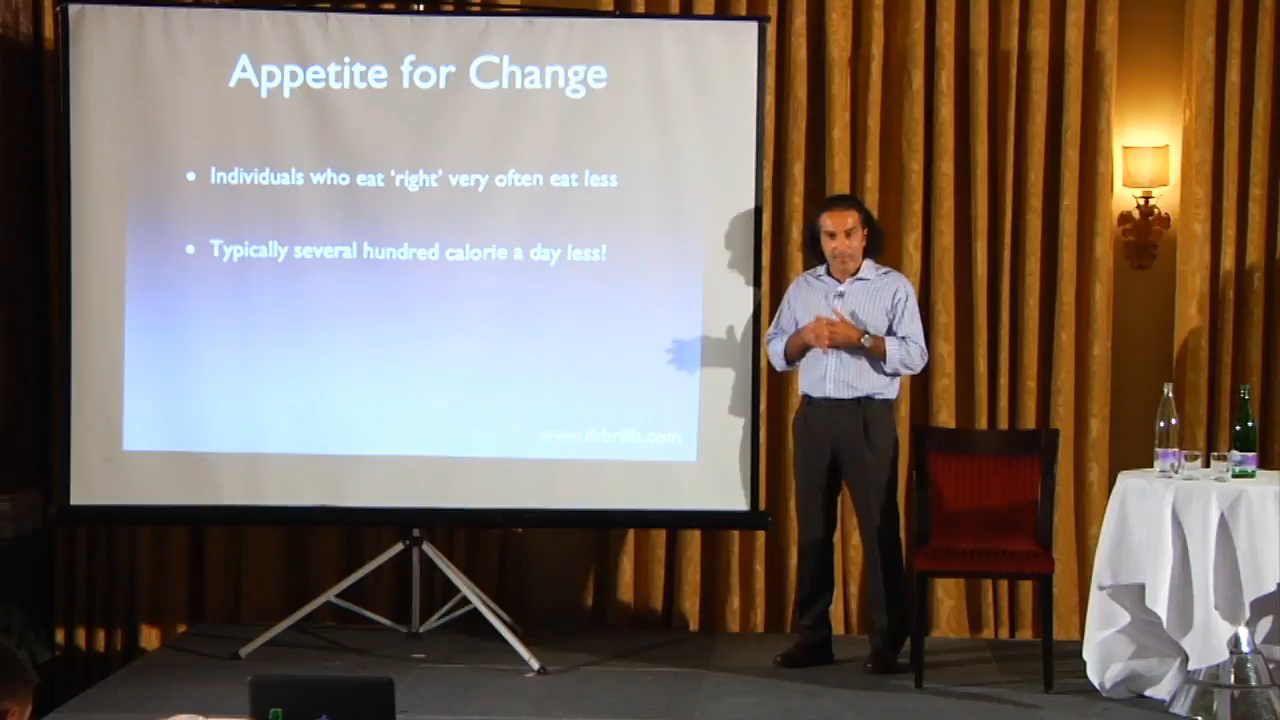 Appetite for Change
• Individuals who eat ‘right’ very often eat less
• Typically several hundred calorie a day less!